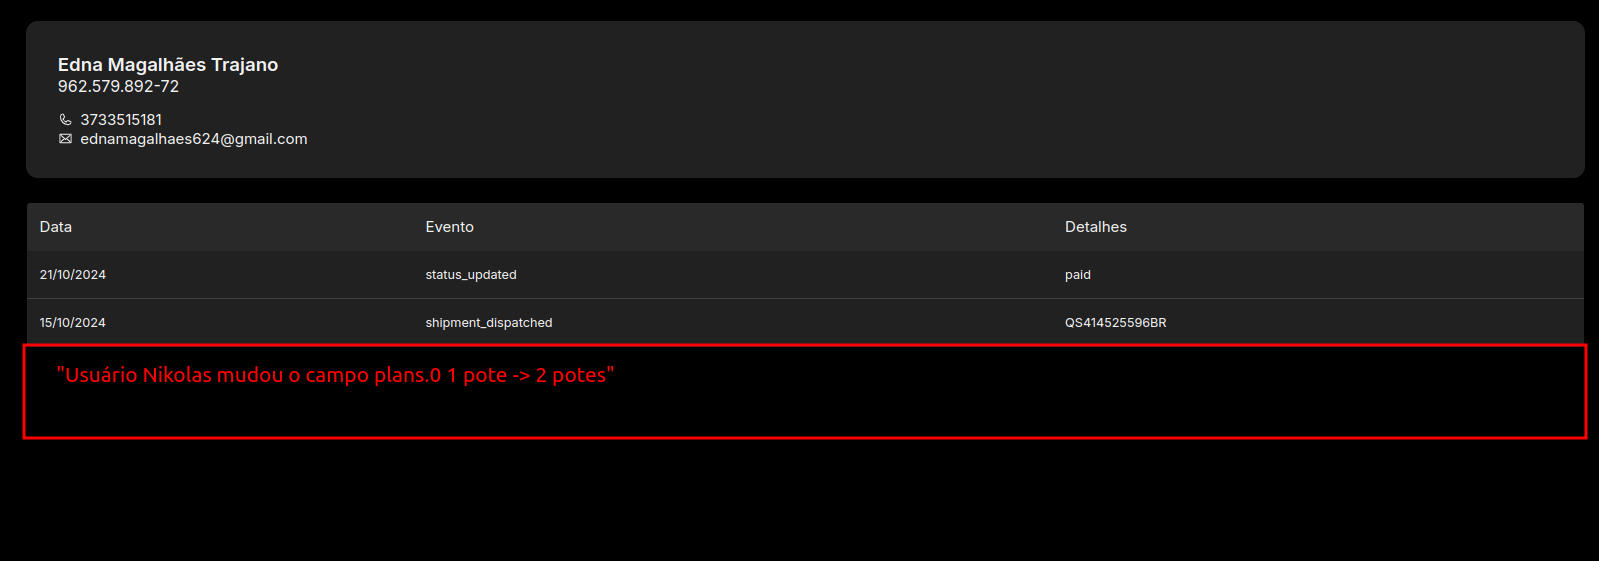 Edna Magalhães Trajano
962.579.892-72
3733515181
ednamagalhaes624@gmail.com
Data Evento Detalhes
21/10/2024 status_updated paid
15/10/2024 shipment_dispatched QS414525596BR
"Usuário Nikolas mudou o campo plans.0 1 pote -> 2 potes"